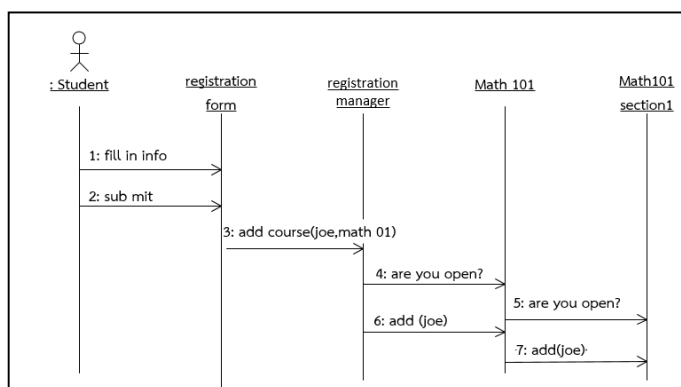 : Student
registration
form
registration
manager
Math 101
Math101
section1
1: fill in info
2: sub mit
3: add course(joe,math 01)
4: are you open?
5: are you open?
6: add (joe)
7: add(joe)